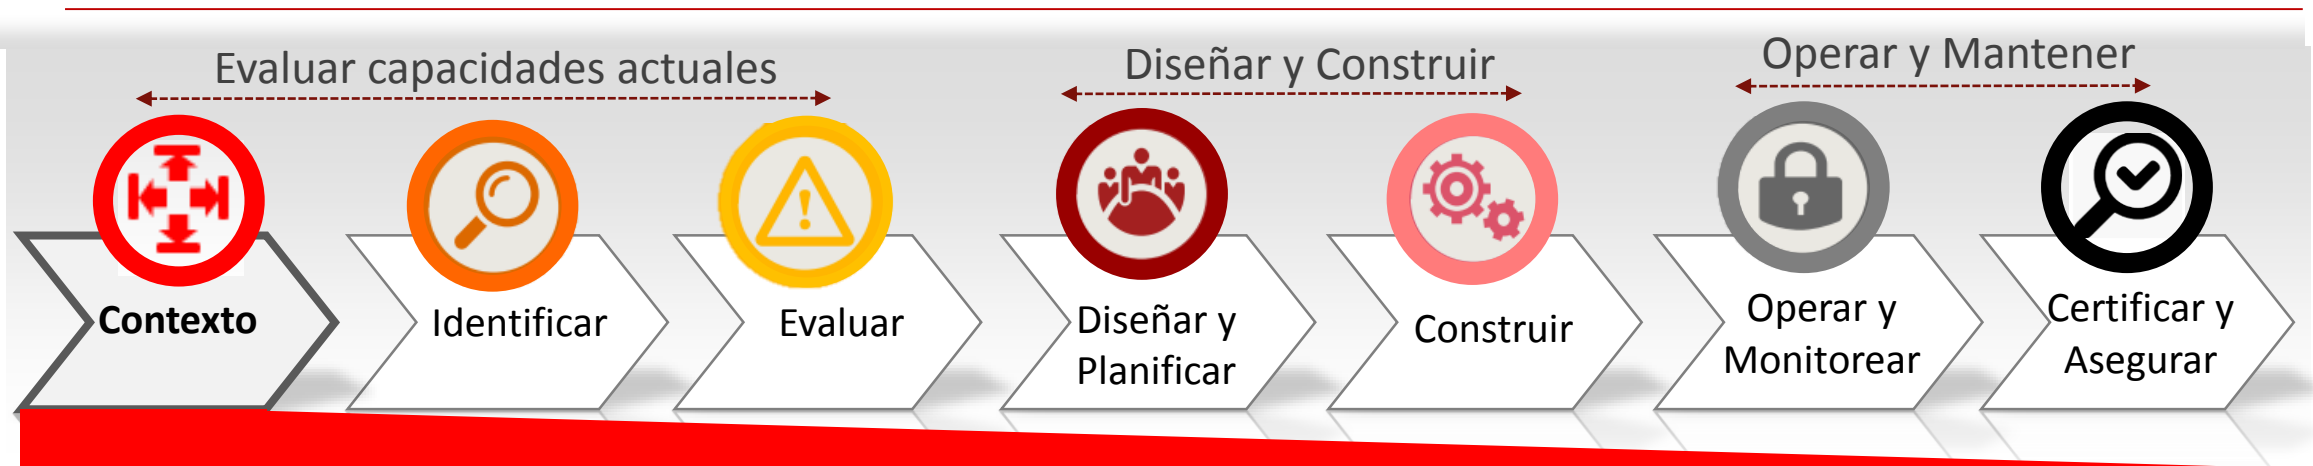 Evaluar capacidades actuales
Diseñar y Construir
Operar y Mantener
Contexto
Identificar
Evaluar
Diseñar y
Planificar
Construir
Operar y
Monitorear
Certificar y
Asegurar